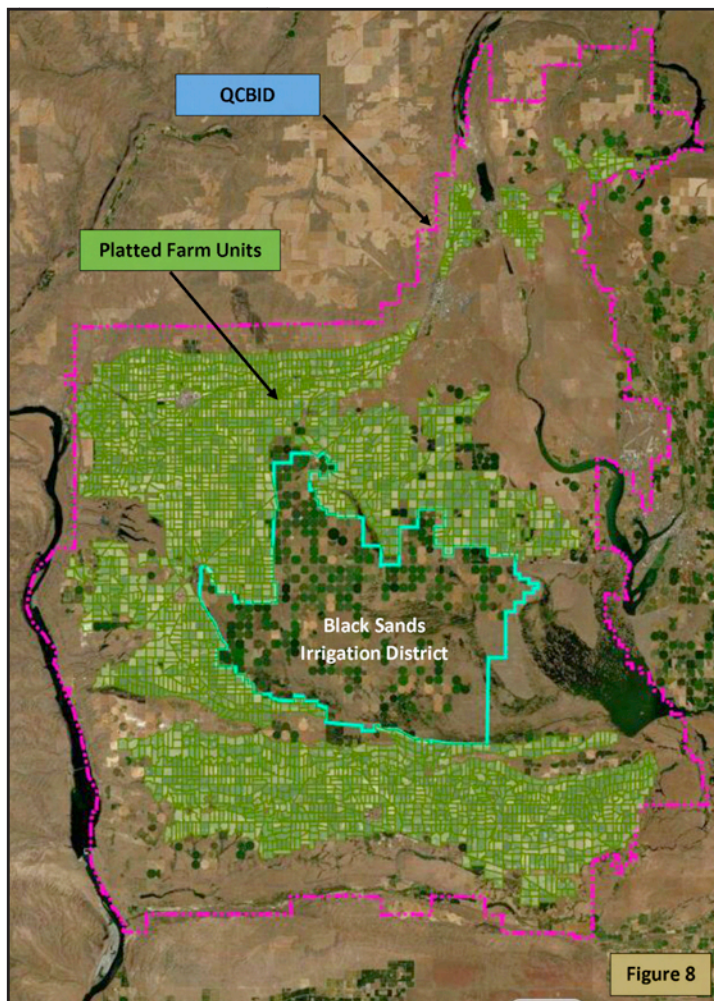 QCBID
Platted Farm Units
Black Sands
Irrigation District
Figure 8